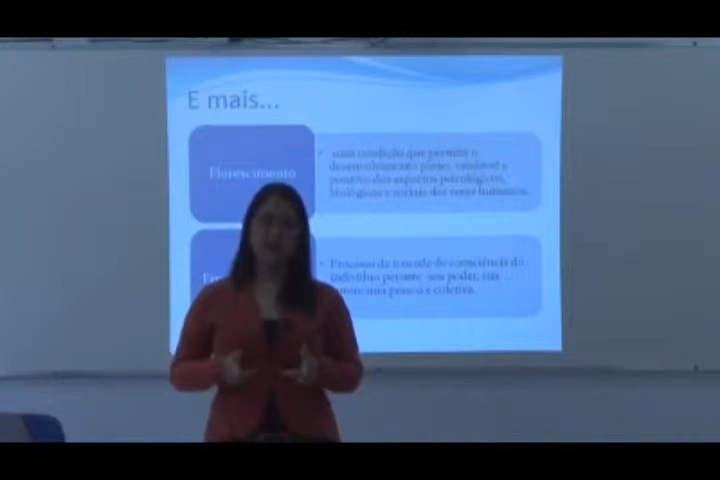 E mais...
Florescimento
uma condição que permite o
desenvolvimento pleno, saudável e
positivo dos aspectos psicológicos,
biológicos e sociais dos seres humanos.
Processo da tomada de consciência do
indivíduo perante seu poder, sua
autonomia pessoa e coletiva